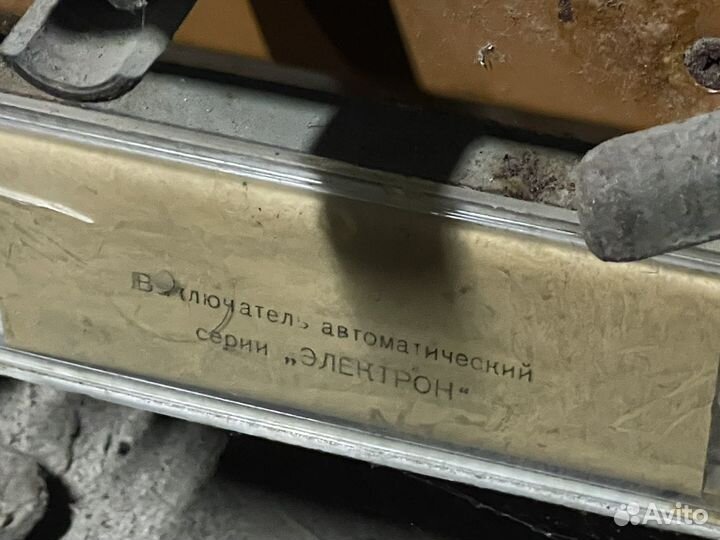 Выключатель автоматический
серии „ЭЛЕКТРОН“
Avito